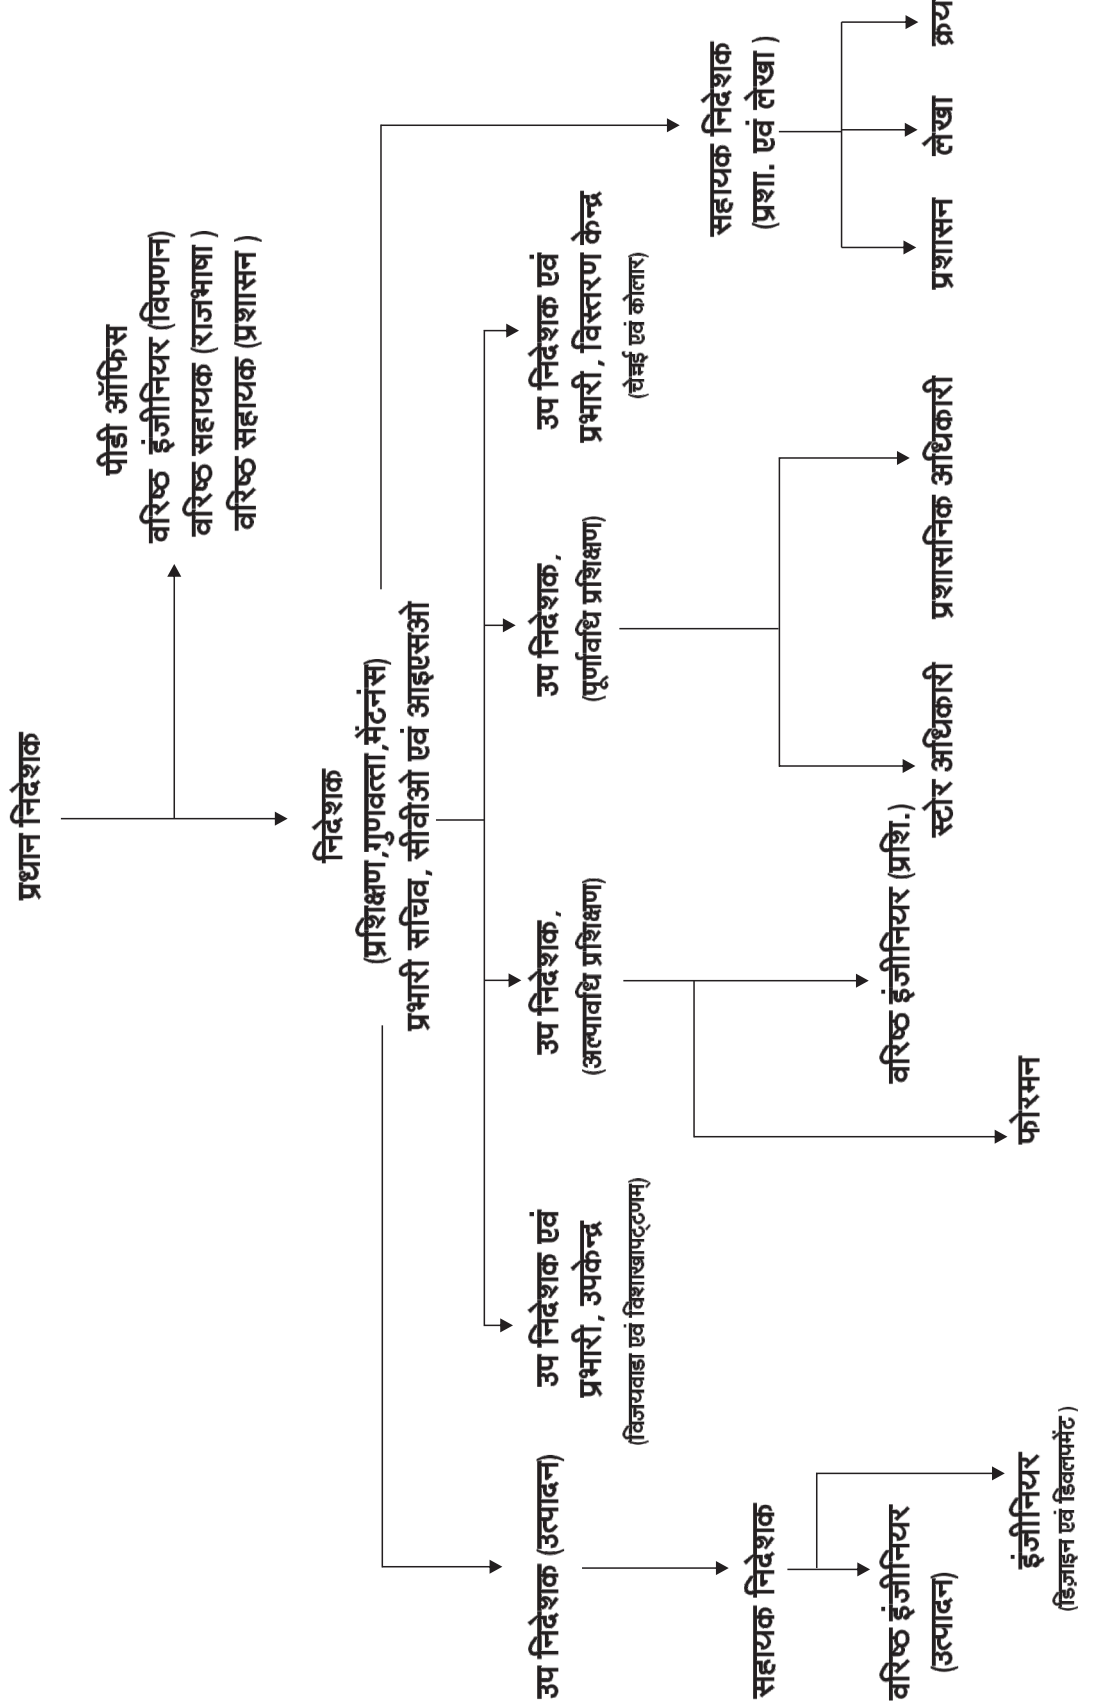 प्रधान निदेशक
पीडी ऑफिस
वरिष्ठ इंजीनियर (विपणन)
वरिष्ठ सहायक (राजभाषा )
वरिष्ठ सहायक (प्रशासन )
निदेशक
(प्रशिक्षण,गुणवत्ता,मेंटनंस)
प्रभारी सचिव, सीवीओ एवं आइएसओ
उप निदेशक (उत्पादन)
उप निदेशक एवं
प्रभारी, उपकेन्द्र
(विजयवाडा एवं विशाखापट्टणम्)
उप निदेशक,
(अल्पावधि प्रशिक्षण)
उप निदेशक,
(पूर्णावधि प्रशिक्षण)
उप निदेशक एवं
प्रभारी, विस्तरण केन्द्र
(चेन्नई एवं कोलार)
सहायक निदेशक
(प्रशा. एवं लेखा )
सहायक निदेशक
वरिष्ठ इंजीनियर
(उत्पादन)
वरिष्ठ इंजीनियर (प्रशि.)
स्टोर अधिकारी
प्रशासनिक अधिकारी
प्रशासन
लेखा
क्रय
इंजीनियर
(डिज़ाइन एवं डिवलपमेंट )
फोरमन